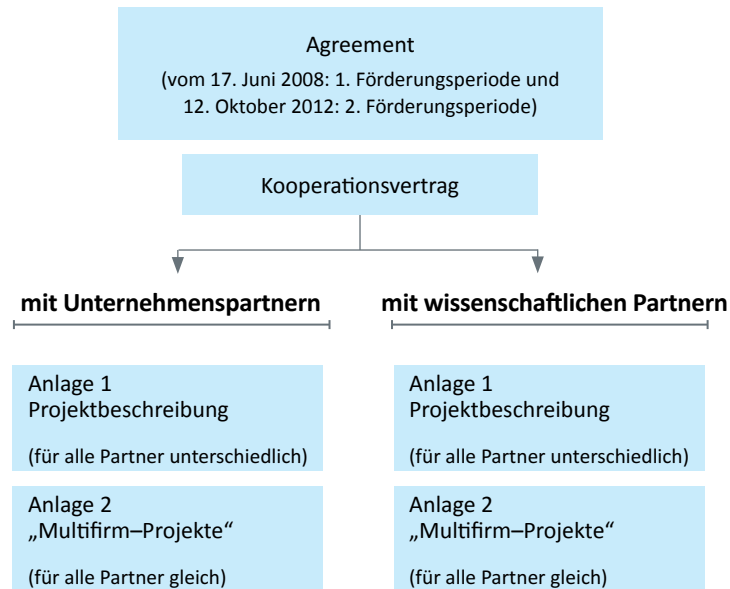 Agreement
(vom 17. Juni 2008: 1. Förderungsperiode und
12. Oktober 2012: 2. Förderungsperiode)
Kooperationsvertrag
mit Unternehmenspartnern
mit wissenschaftlichen Partnern
Anlage 1
Projektbeschreibung
(für alle Partner unterschiedlich)
Anlage 2
„Multifirm–Projekte“
(für alle Partner gleich)
Anlage 1
Projektbeschreibung
(für alle Partner unterschiedlich)
Anlage 2
„Multifirm–Projekte“
(für alle Partner gleich)